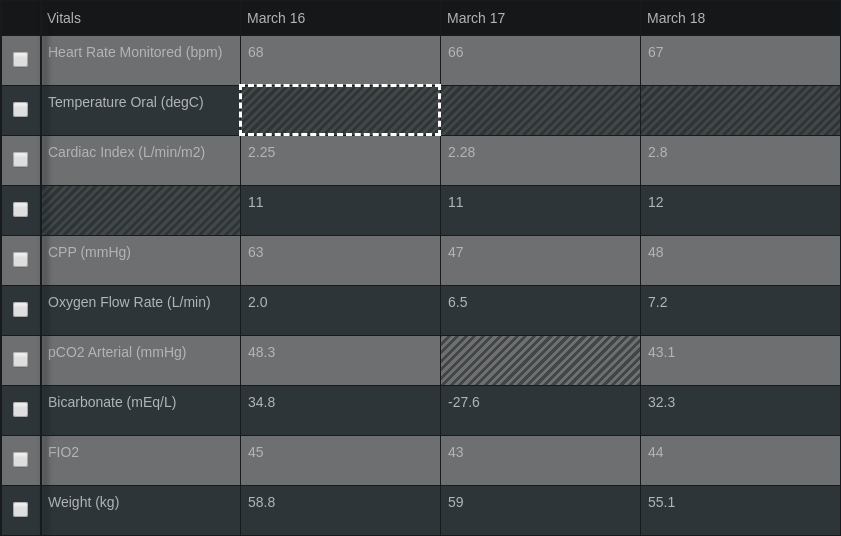 Vitals March 16 March 17 March 18
Heart Rate Monitored (bpm) 68 66 67
Temperature Oral (degC)
Cardiac Index (L/min/m2) 2.25 2.28 2.8
11 11 12
CPP (mmHg) 63 47 48
Oxygen Flow Rate (L/min) 2.0 6.5 7.2
pCO2 Arterial (mmHg) 48.3 43.1
Bicarbonate (mEq/L) 34.8 -27.6 32.3
FIO2 45 43 44
Weight (kg) 58.8 59 55.1